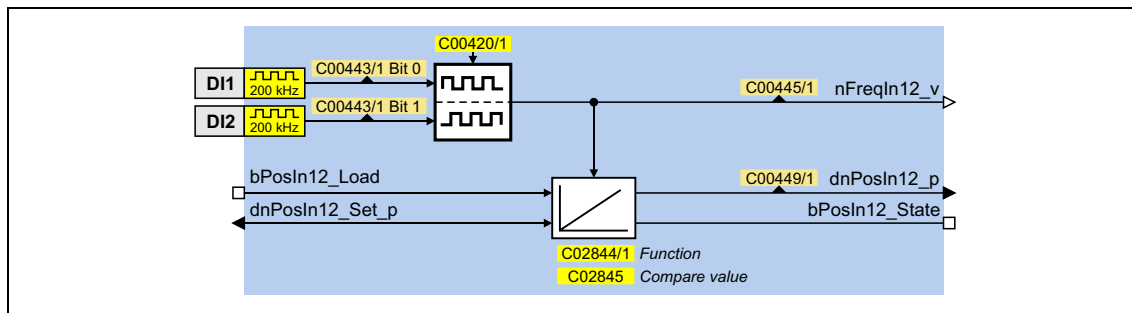 C00420/1
DI1 200 kHz C00443/1 Bit 0
C00445/1 nFreqIn12_v
DI2 200 kHz C00443/1 Bit 1
bPosIn12_Load C00449/1 dnPosIn12_p
dnPosIn12_Set_p bPosIn12_State
C02844/1 Function
C02845 Compare value